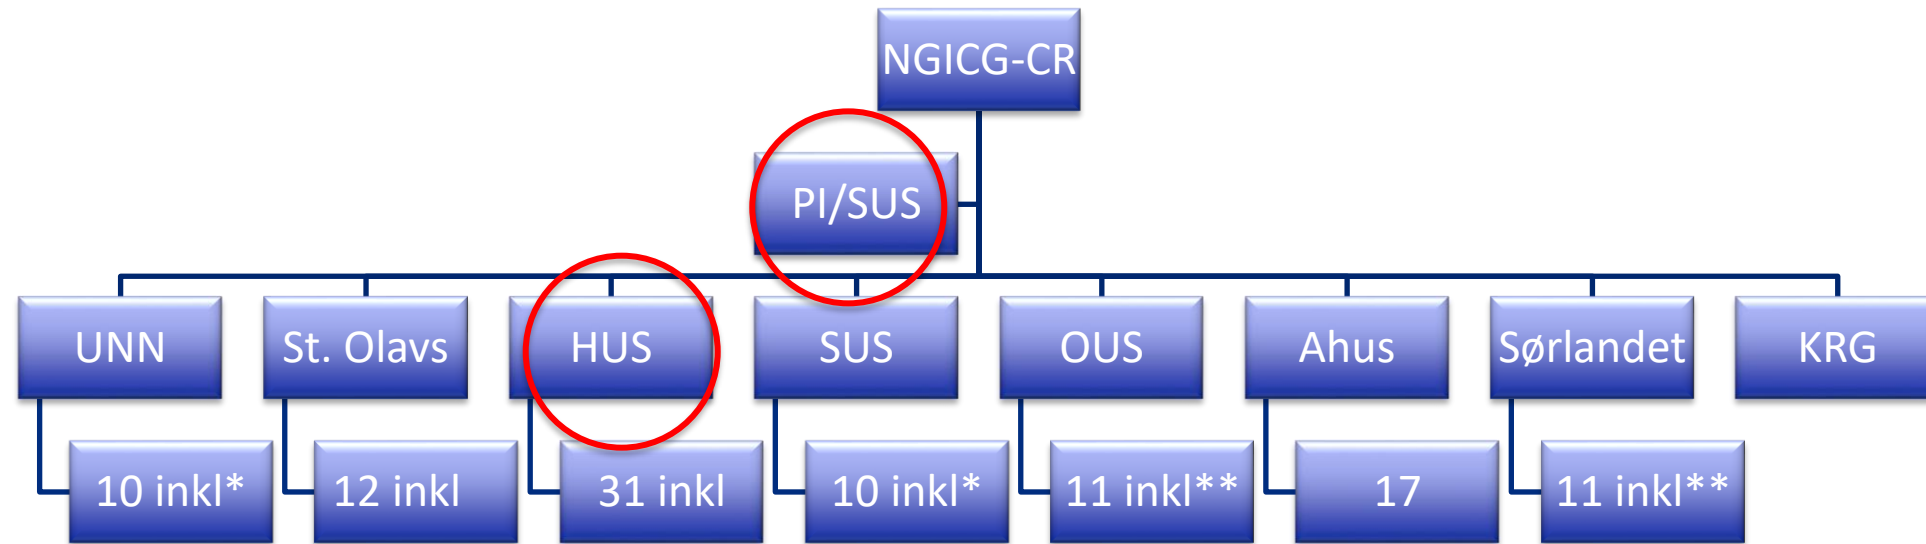 NGICG-CR
PI/SUS
UNN
St. Olavs
HUS
SUS
OUS
Ahus
Sørlandet
KRG
10 inkl*
12 inkl
31 inkl
10 inkl*
11 inkl**
17
11 inkl**